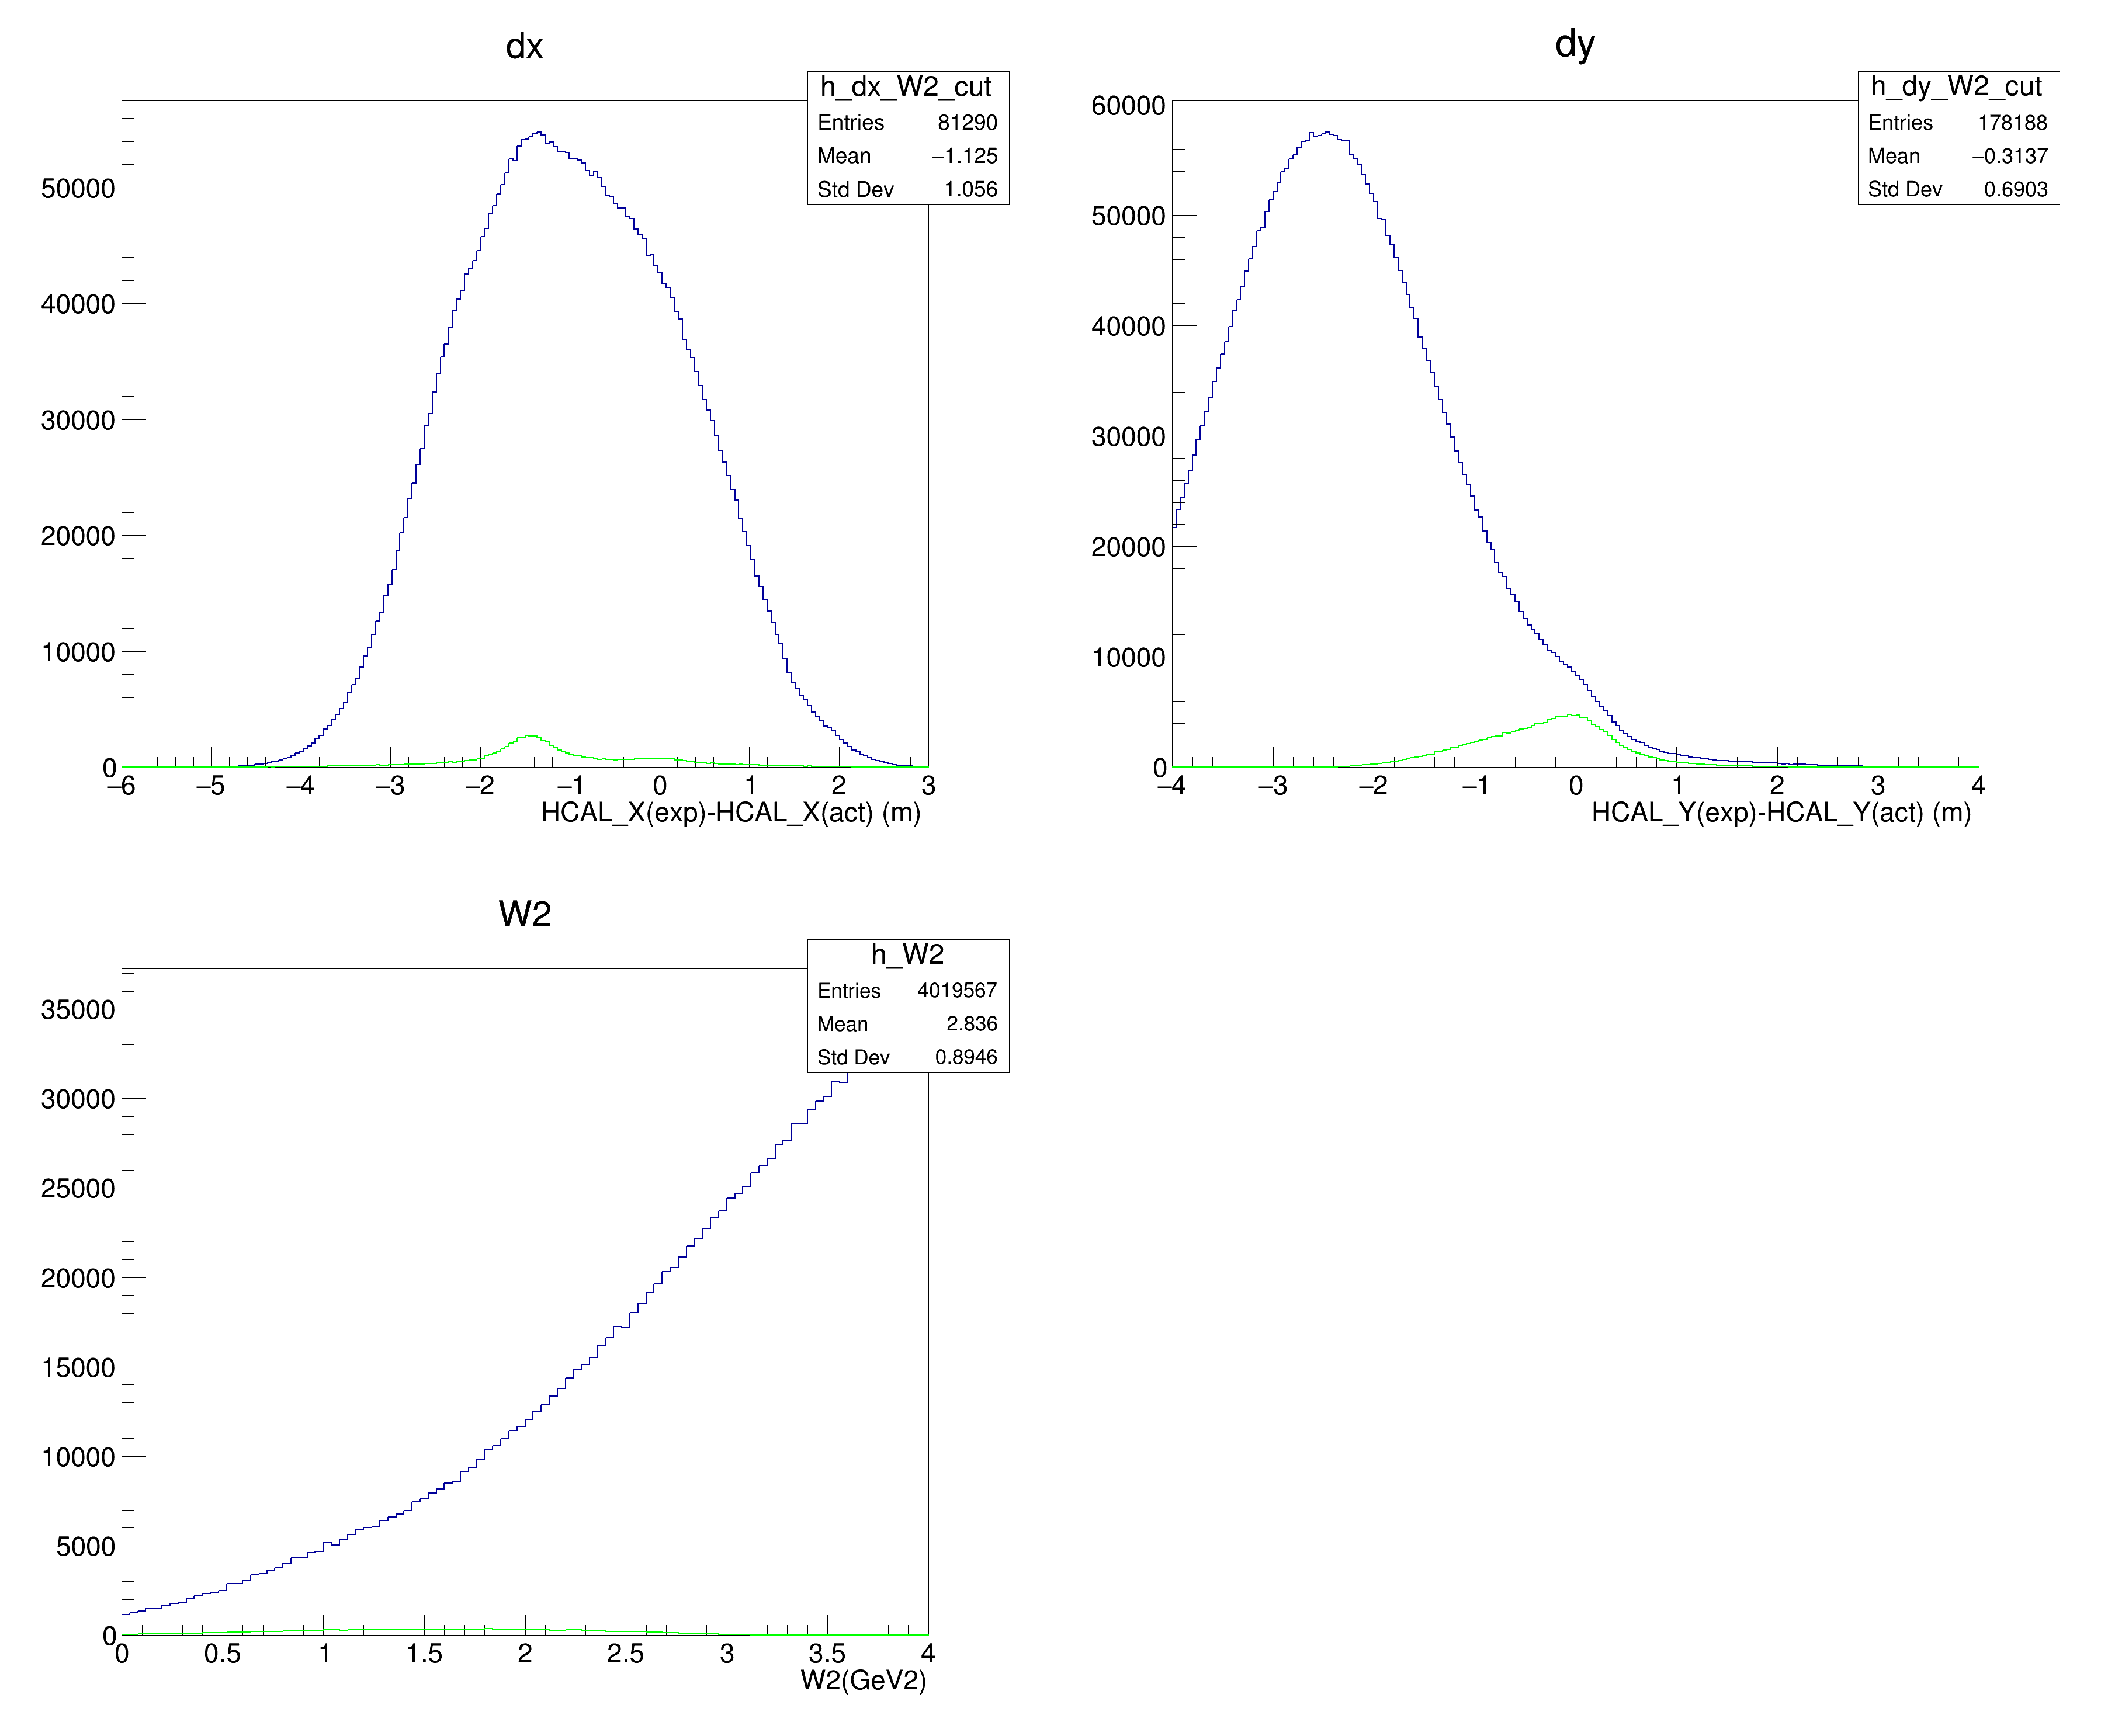 dx
h_dx_W2_cut
Entries 81290
Mean −1.125
Std Dev 1.056
50000
40000
30000
20000
10000
0
−6 −5 −4 −3 −2 −1 0 1 2 3
HCAL_X(exp)-HCAL_X(act) (m)
dy
h_dy_W2_cut
Entries 178188
Mean −0.3137
Std Dev 0.6903
60000
50000
40000
30000
20000
10000
0
−4 −3 −2 −1 0 1 2 3 4
HCAL_Y(exp)-HCAL_Y(act) (m)
W2
h_W2
Entries 4019567
Mean 2.836
Std Dev 0.8946
35000
30000
25000
20000
15000
10000
5000
0
0 0.5 1 1.5 2 2.5 3 3.5 4
W2(GeV2)